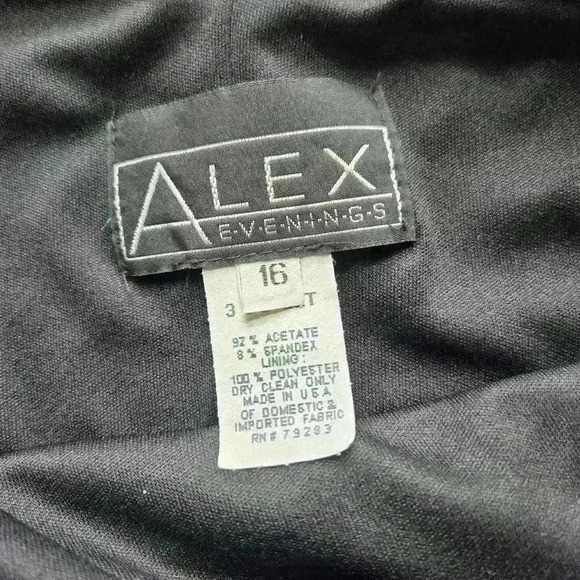 ALEX
E·V·E·N·I·N·G·S
16
3 T
92% ACETATE
8% SPANDEX
LINING:
100% POLYESTER
DRY CLEAN ONLY
MADE IN U S A
OF DOMESTIC &
IMPORTED FABRIC
RN# 79283